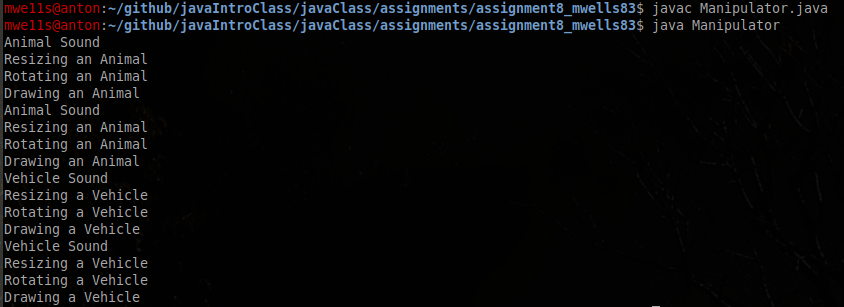 mwe11s@anton:~/github/javaIntroClass/javaClass/assignments/assignment8_mwells83$ javac Manipulator.java
mwe11s@anton:~/github/javaIntroClass/javaClass/assignments/assignment8_mwells83$ java Manipulator
Animal Sound
Resizing an Animal
Rotating an Animal
Drawing an Animal
Animal Sound
Resizing an Animal
Rotating an Animal
Drawing an Animal
Vehicle Sound
Resizing a Vehicle
Rotating a Vehicle
Drawing a Vehicle
Vehicle Sound
Resizing a Vehicle
Rotating a Vehicle
Drawing a Vehicle